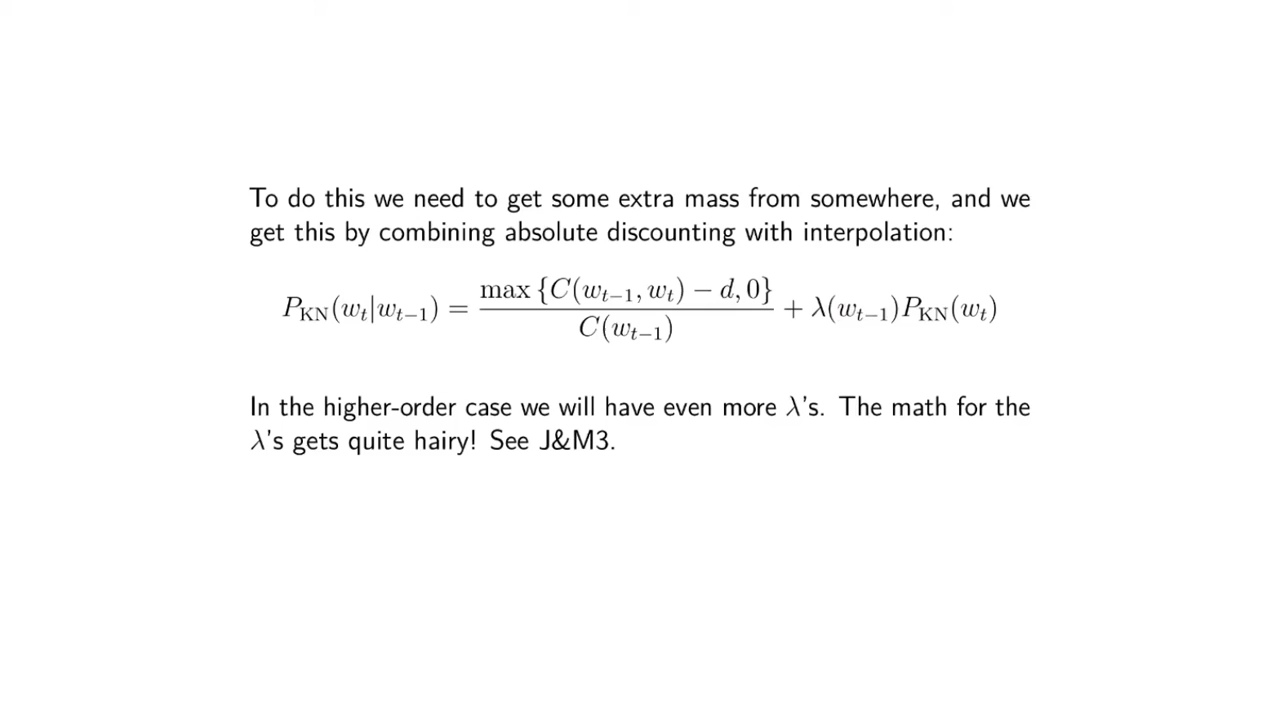 To do this we need to get some extra mass from somewhere, and we
get this by combining absolute discounting with interpolation:
P_KN(w_t|w_{t−1}) = \frac{max {C(w_{t−1}, w_t) − d, 0}}{C(w_{t−1})} + λ(w_{t−1})P_KN(w_t)
In the higher-order case we will have even more λ's. The math for the
λ's gets quite hairy! See J&M3.